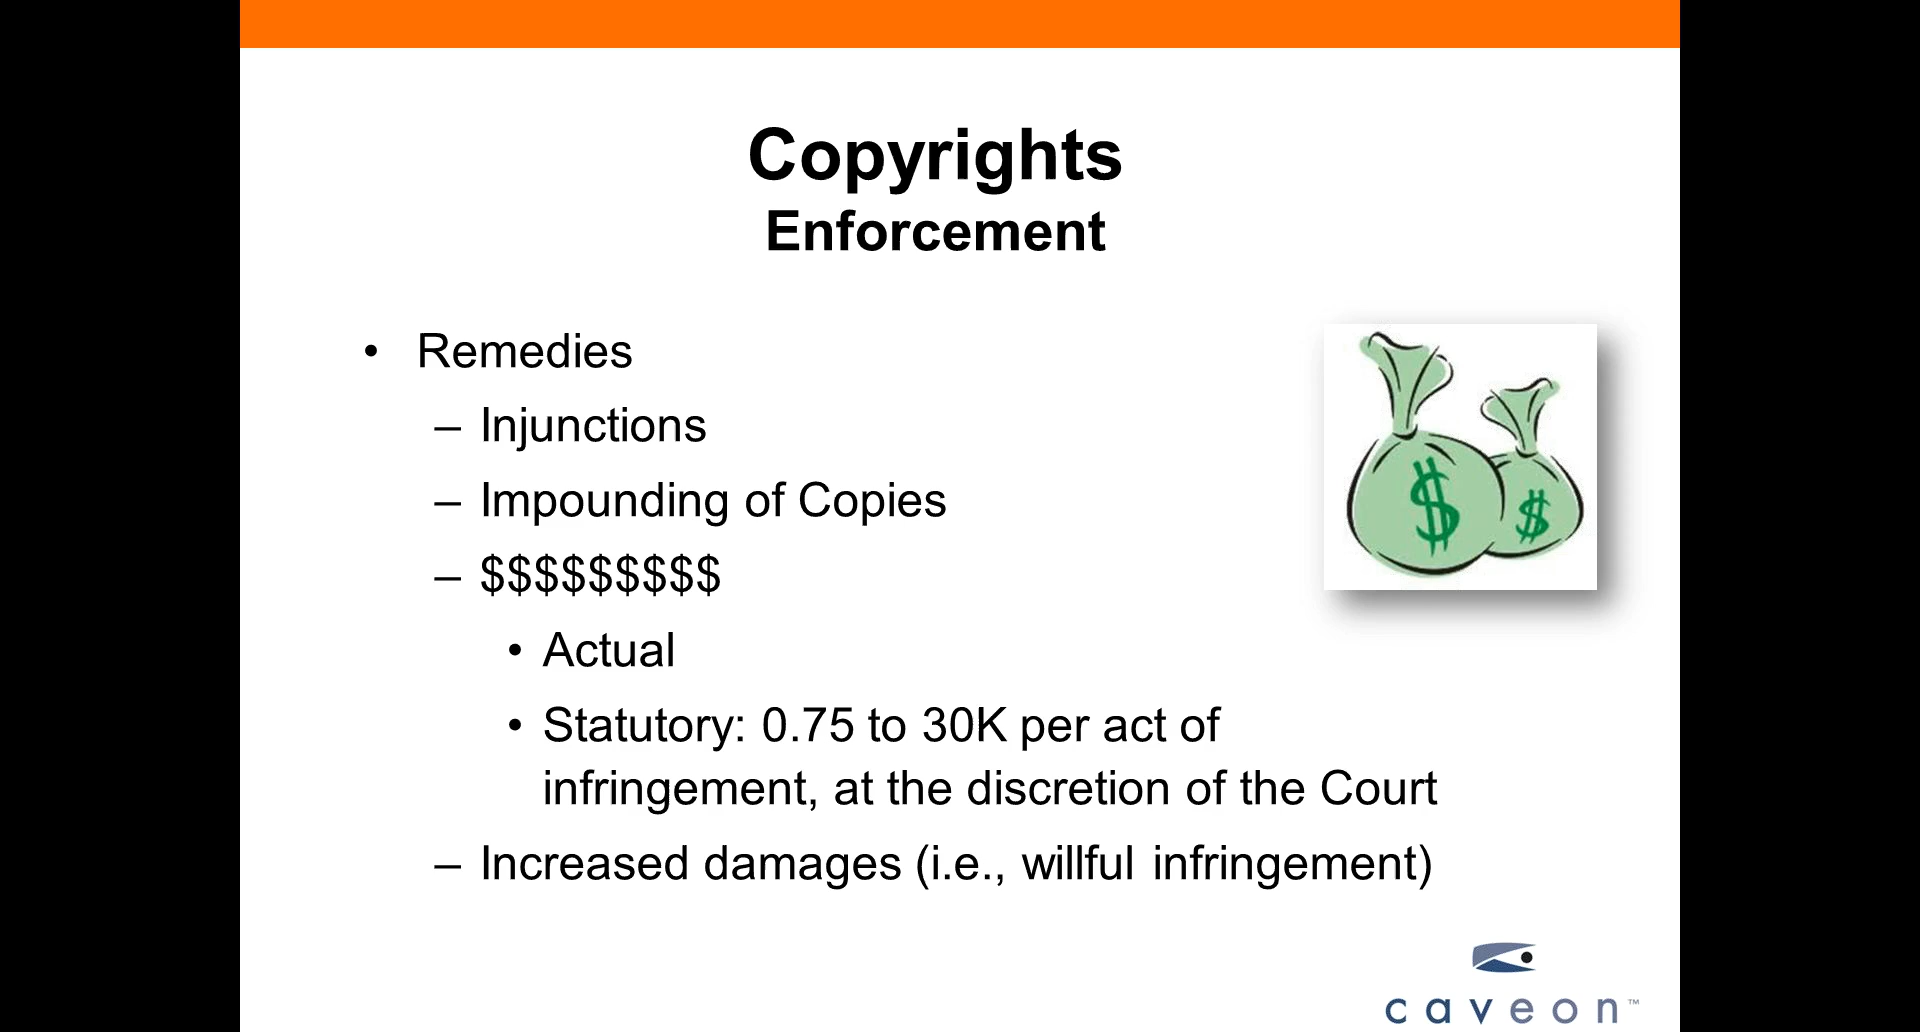 Copyrights
Enforcement
• Remedies
– Injunctions
– Impounding of Copies
– $$$$$$$$$
• Actual
• Statutory: 0.75 to 30K per act of
infringement, at the discretion of the Court
– Increased damages (i.e., willful infringement)
$ $
caveon™